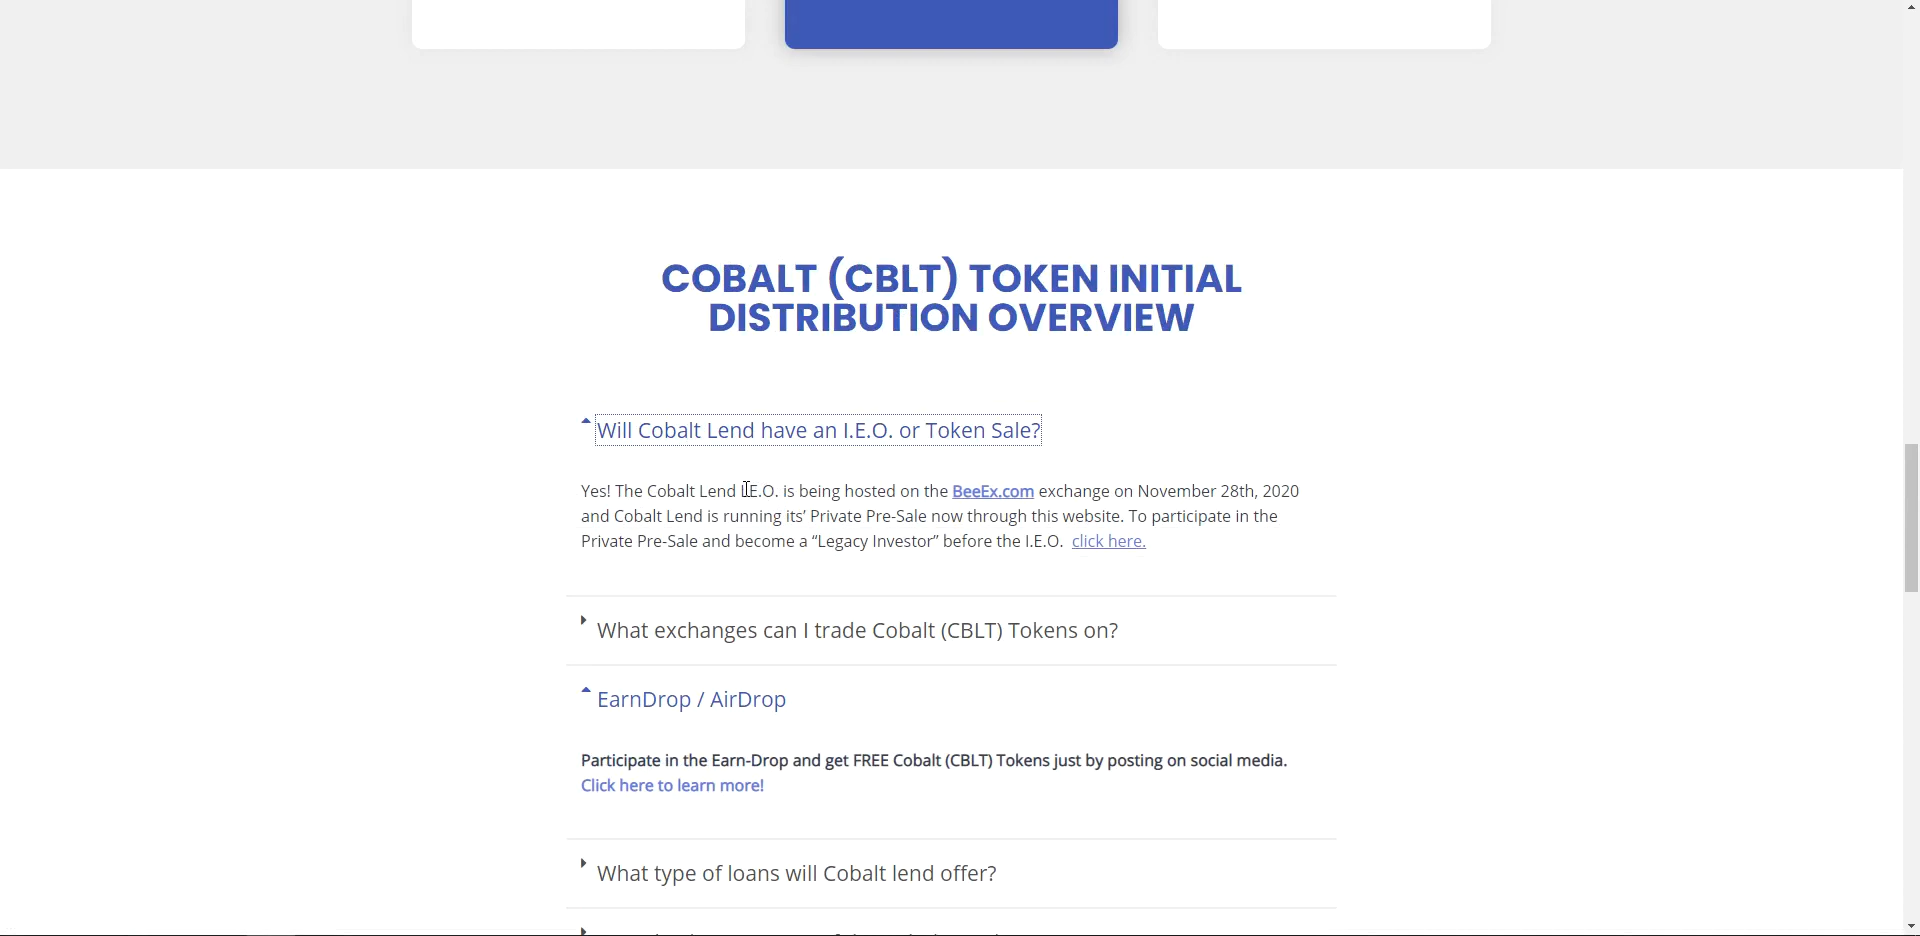 COBALT (CBLT) TOKEN INITIAL
DISTRIBUTION OVERVIEW
Will Cobalt Lend have an I.E.O. or Token Sale?
Yes! The Cobalt Lend I.E.O. is being hosted on the BeeEx.com exchange on November 28th, 2020
and Cobalt Lend is running its’ Private Pre-Sale now through this website. To participate in the
Private Pre-Sale and become a “Legacy Investor” before the I.E.O. click here.
What exchanges can I trade Cobalt (CBLT) Tokens on?
EarnDrop / AirDrop
Participate in the Earn-Drop and get FREE Cobalt (CBLT) Tokens just by posting on social media.
Click here to learn more!
What type of loans will Cobalt lend offer?